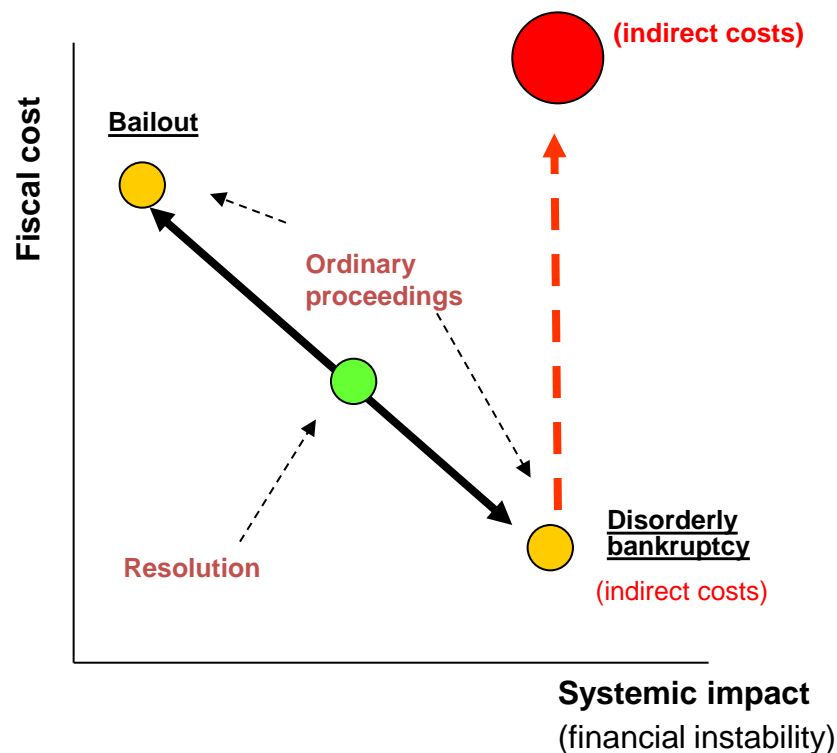 (indirect costs)
Fiscal cost
Bailout
Ordinary
proceedings
Resolution
Disorderly
bankruptcy
(indirect costs)
Systemic impact
(financial instability)